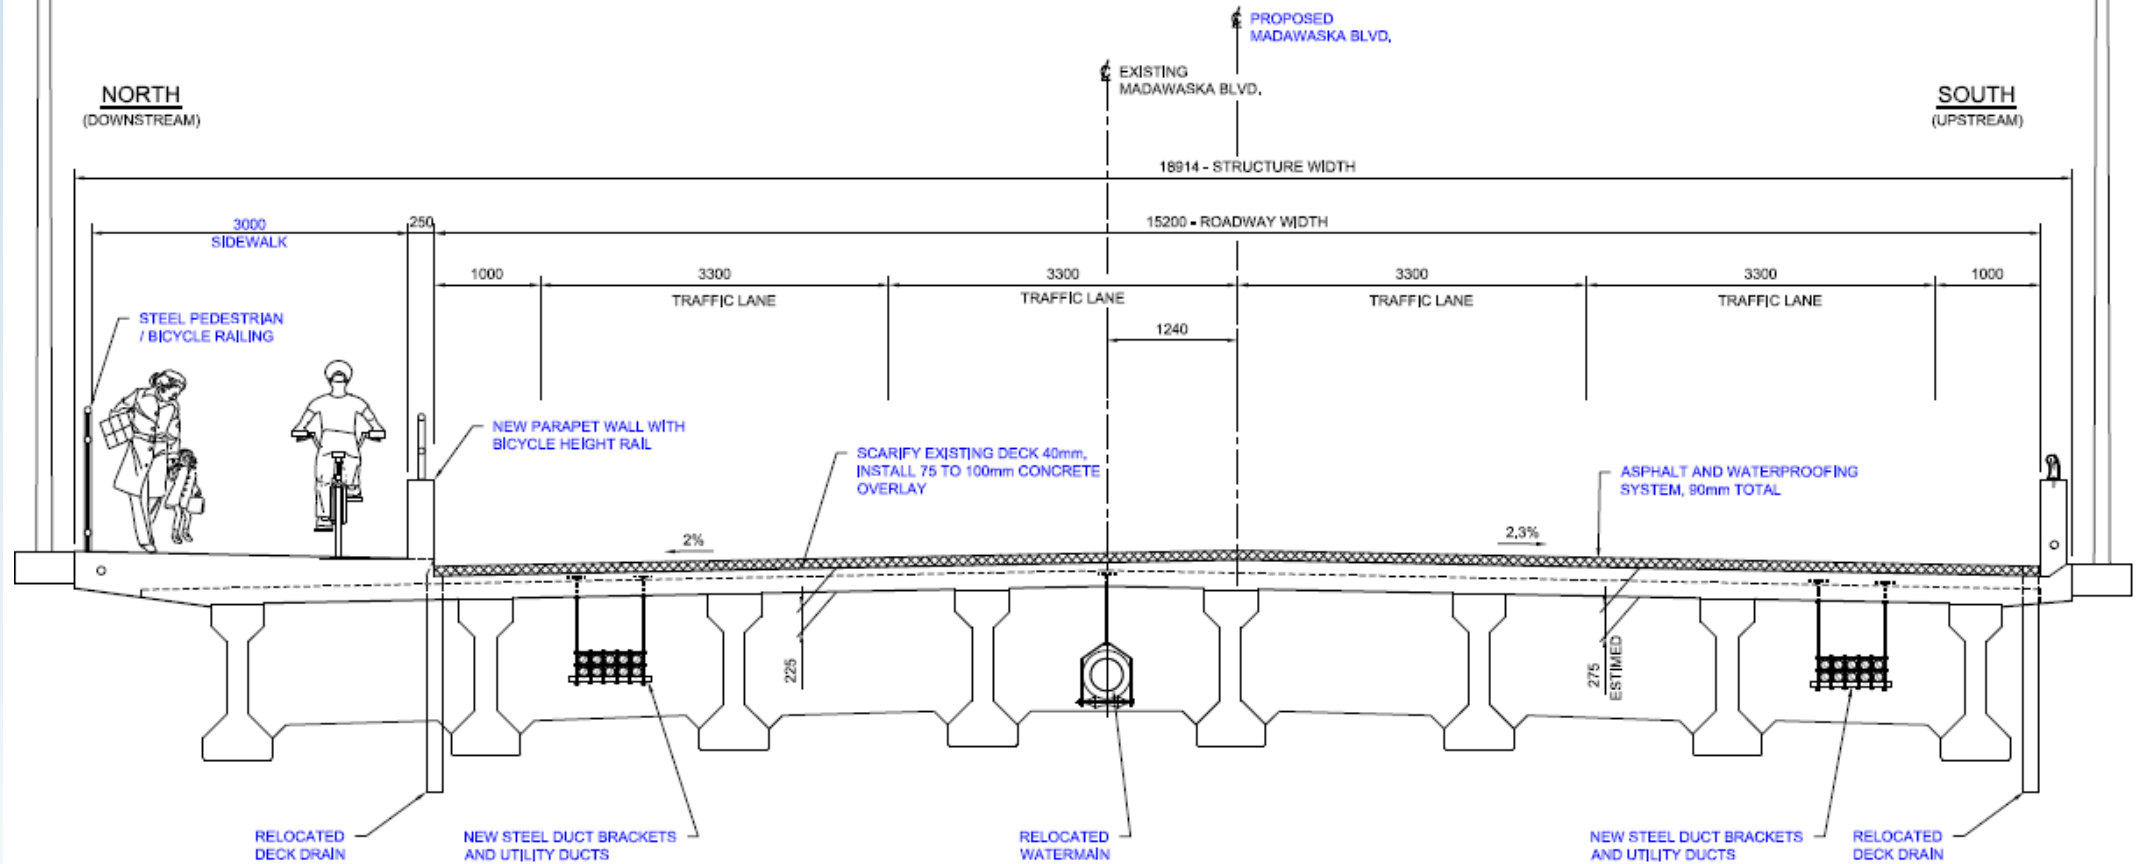 ℄ PROPOSED
MADAWASKA BLVD.
℄ EXISTING
MADAWASKA BLVD.
NORTH
(DOWNSTREAM)
SOUTH
(UPSTREAM)
18914 - STRUCTURE WIDTH
3000
SIDEWALK
250
15200 - ROADWAY WIDTH
1000
3300
TRAFFIC LANE
3300
TRAFFIC LANE
3300
TRAFFIC LANE
3300
TRAFFIC LANE
1000
1240
STEEL PEDESTRIAN
/ BICYCLE RAILING
NEW PARAPET WALL WITH
BICYCLE HEIGHT RAIL
SCARIFY EXISTING DECK 40mm,
INSTALL 75 TO 100mm CONCRETE
OVERLAY
ASPHALT AND WATERPROOFING
SYSTEM, 90mm TOTAL
2%
2.3%
225
275
ESTIMED
RELOCATED
DECK DRAIN
NEW STEEL DUCT BRACKETS
AND UTILITY DUCTS
RELOCATED
WATERMAIN
NEW STEEL DUCT BRACKETS
AND UTILITY DUCTS
RELOCATED
DECK DRAIN